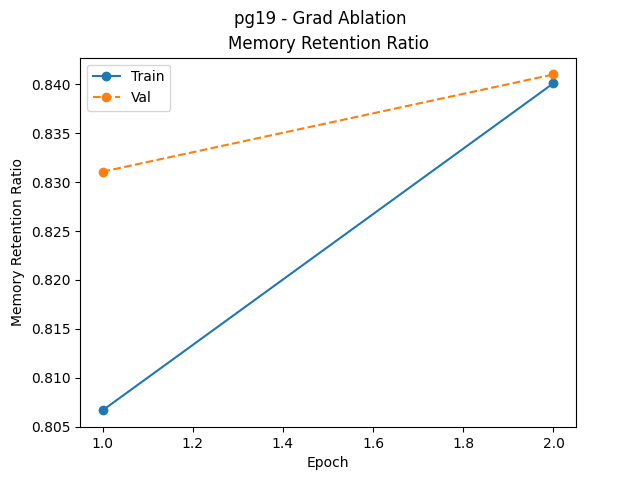 pg19 - Grad Ablation
Memory Retention Ratio
Train
Val
Memory Retention Ratio
0.840
0.835
0.830
0.825
0.820
0.815
0.810
0.805
1.0 1.2 1.4 1.6 1.8 2.0
Epoch